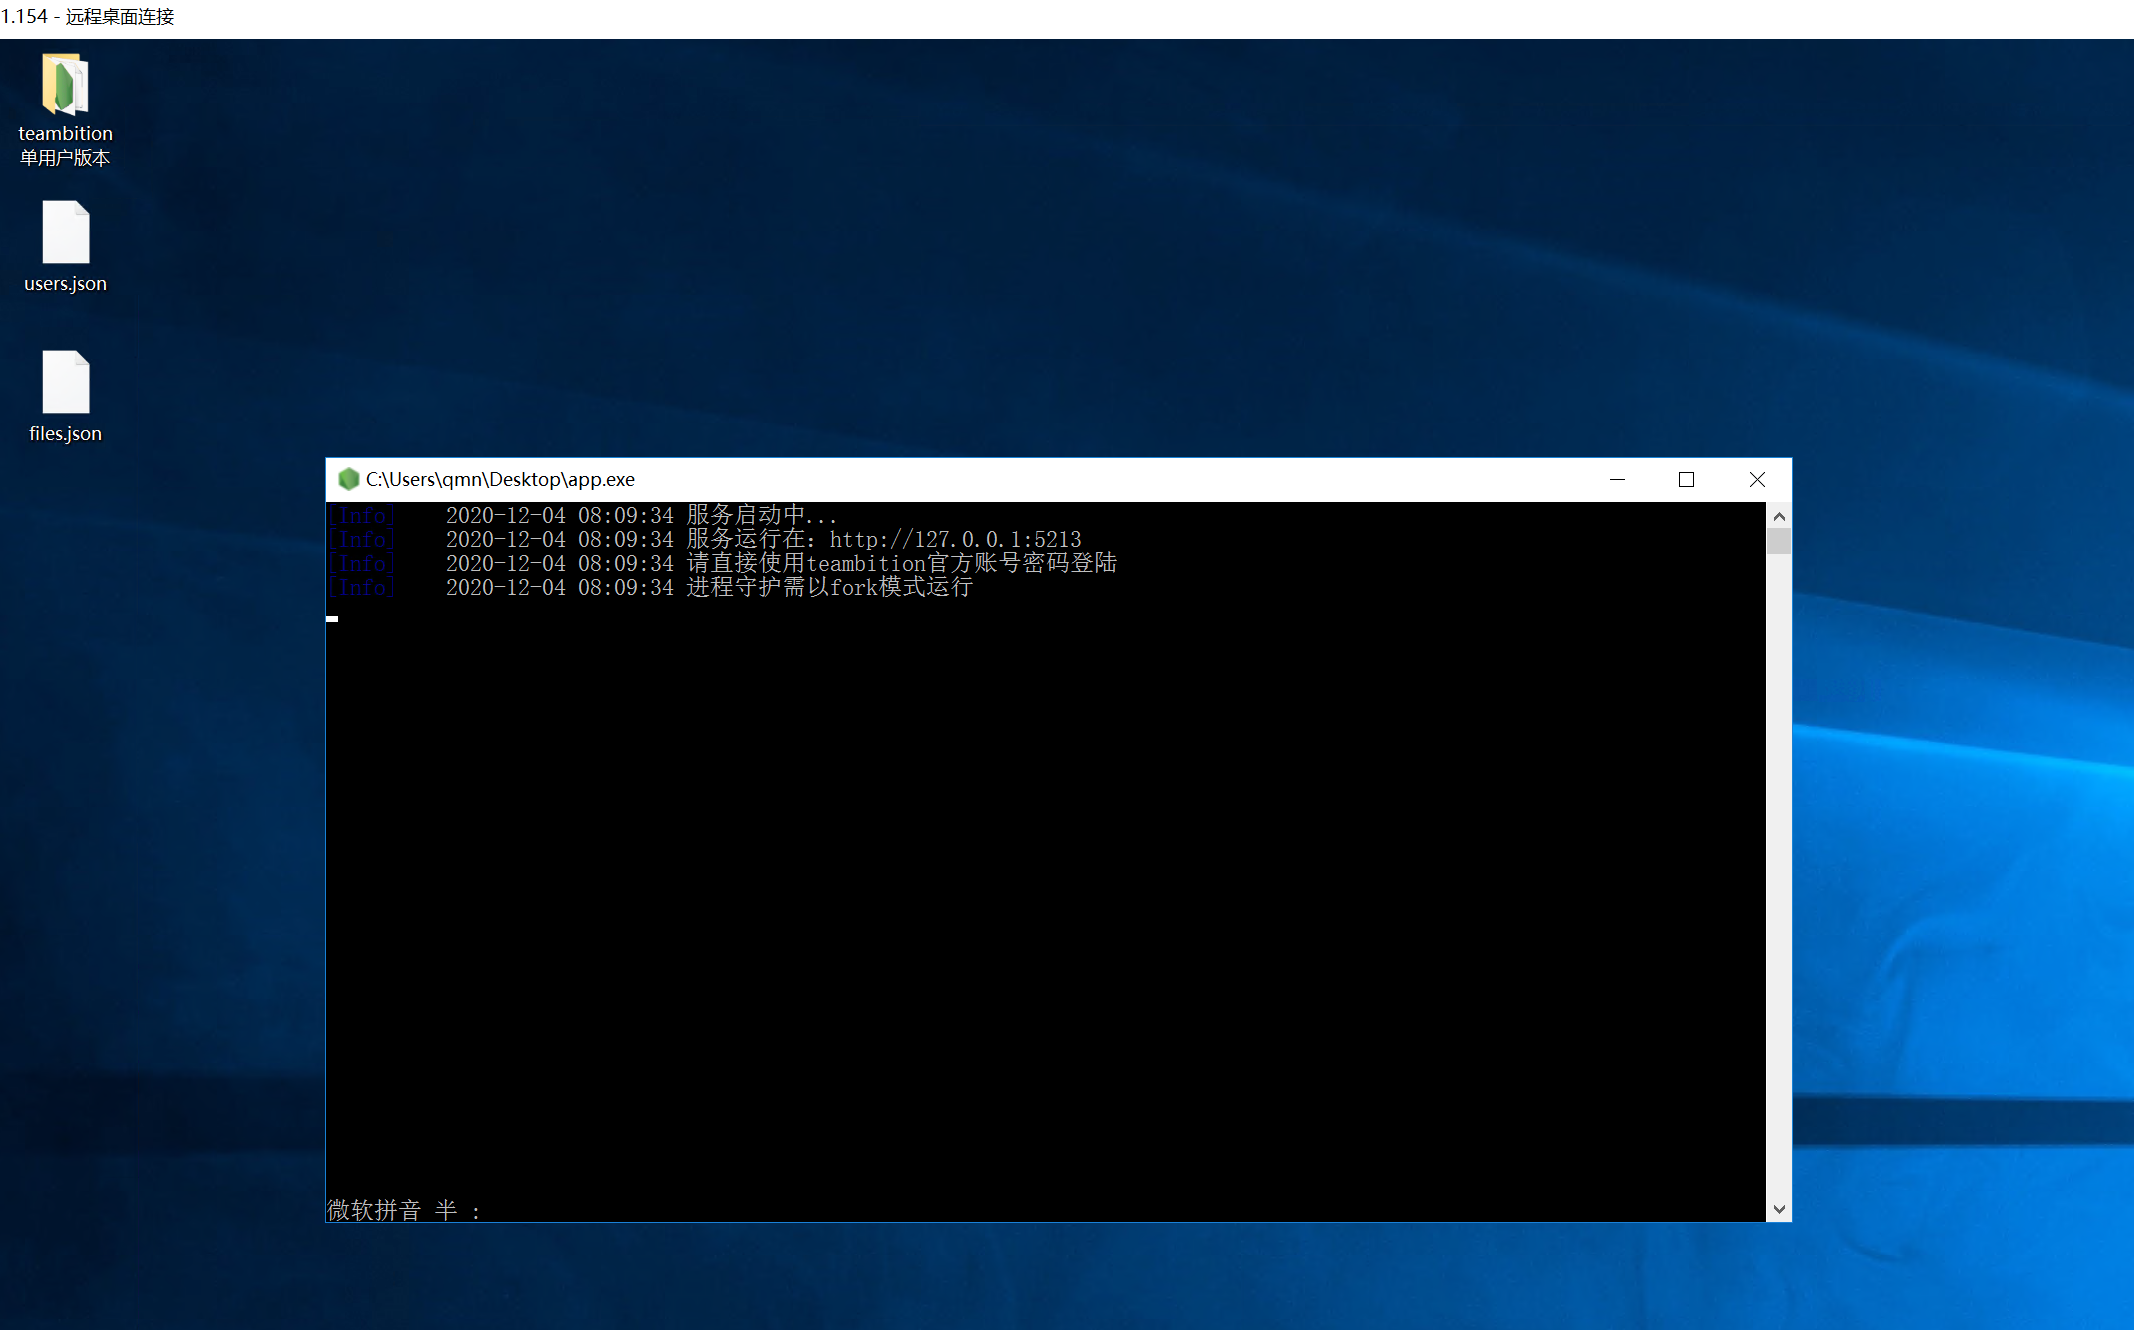 1.154 - 远程桌面连接
teambition
单用户版本
users.json
files.json
C:\Users\qmn\Desktop\app.exe
[Info] 2020-12-04 08:09:34 服务启动中...
[Info] 2020-12-04 08:09:34 服务运行在：http://127.0.0.1:5213
[Info] 2020-12-04 08:09:34 请直接使用teambition官方账号密码登陆
[Info] 2020-12-04 08:09:34 进程守护需以fork模式运行
微软拼音 半 :